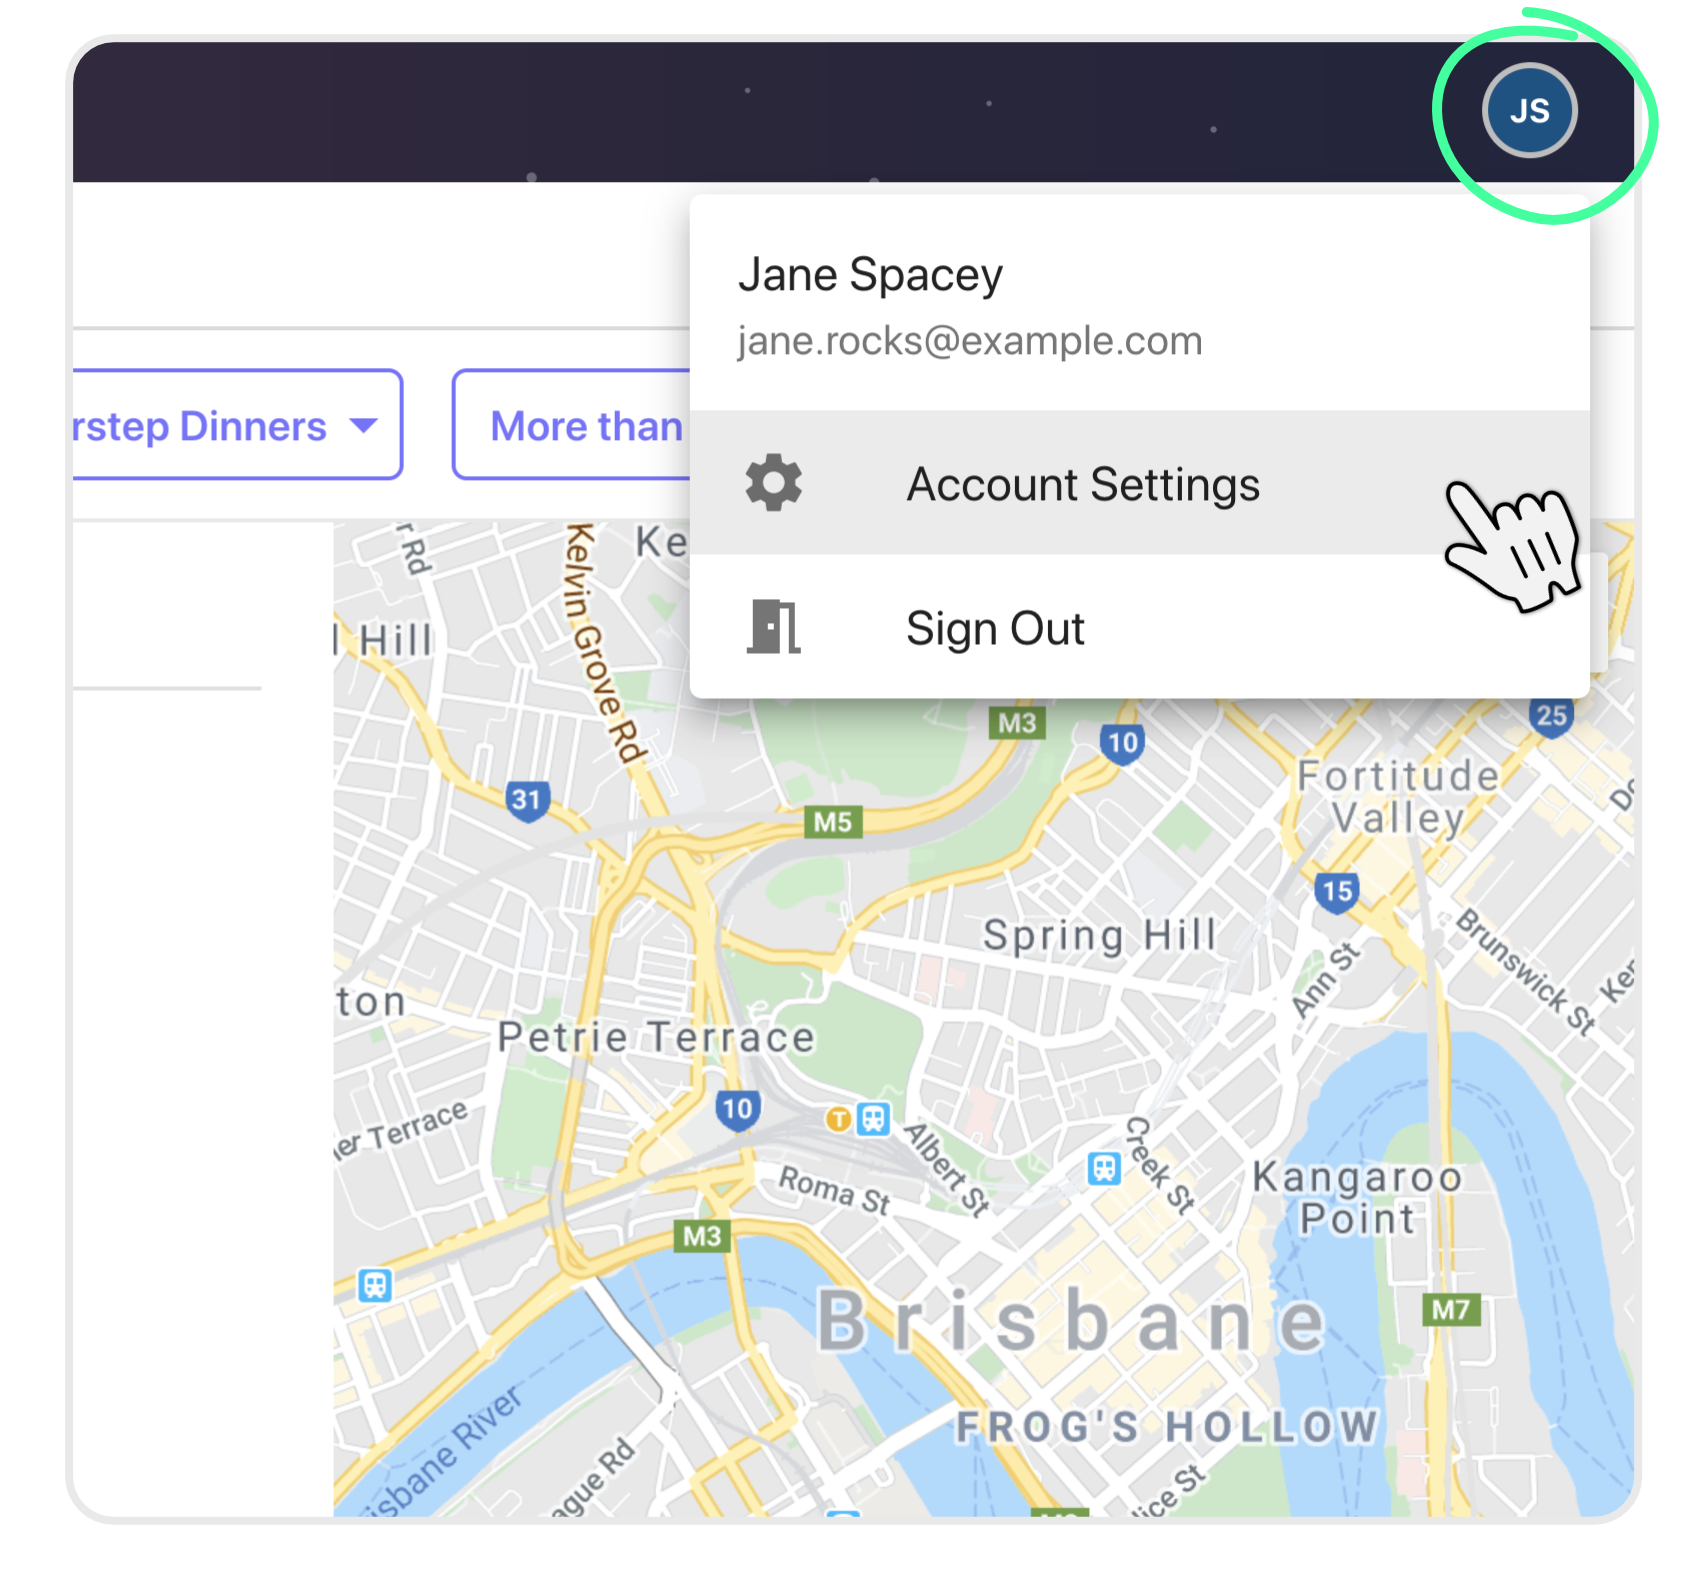 JS
Jane Spacey
jane.rocks@example.com
rstep Dinners
More than
Account Settings
Sign Out
r Rd
Kelvin Grove Rd
Ke
l Hill
M3
10
25
31
M5
Fortitude
Valley
15
Spring Hill
Ann St
Brunswick St
ton
Petrie Terrace
10
T
er Terrace
Albert St
Creek St
Roma St
Kangaroo
Point
M3
Brisbane
M7
FROG'S HOLLOW
isbane River
ague Rd
lice St